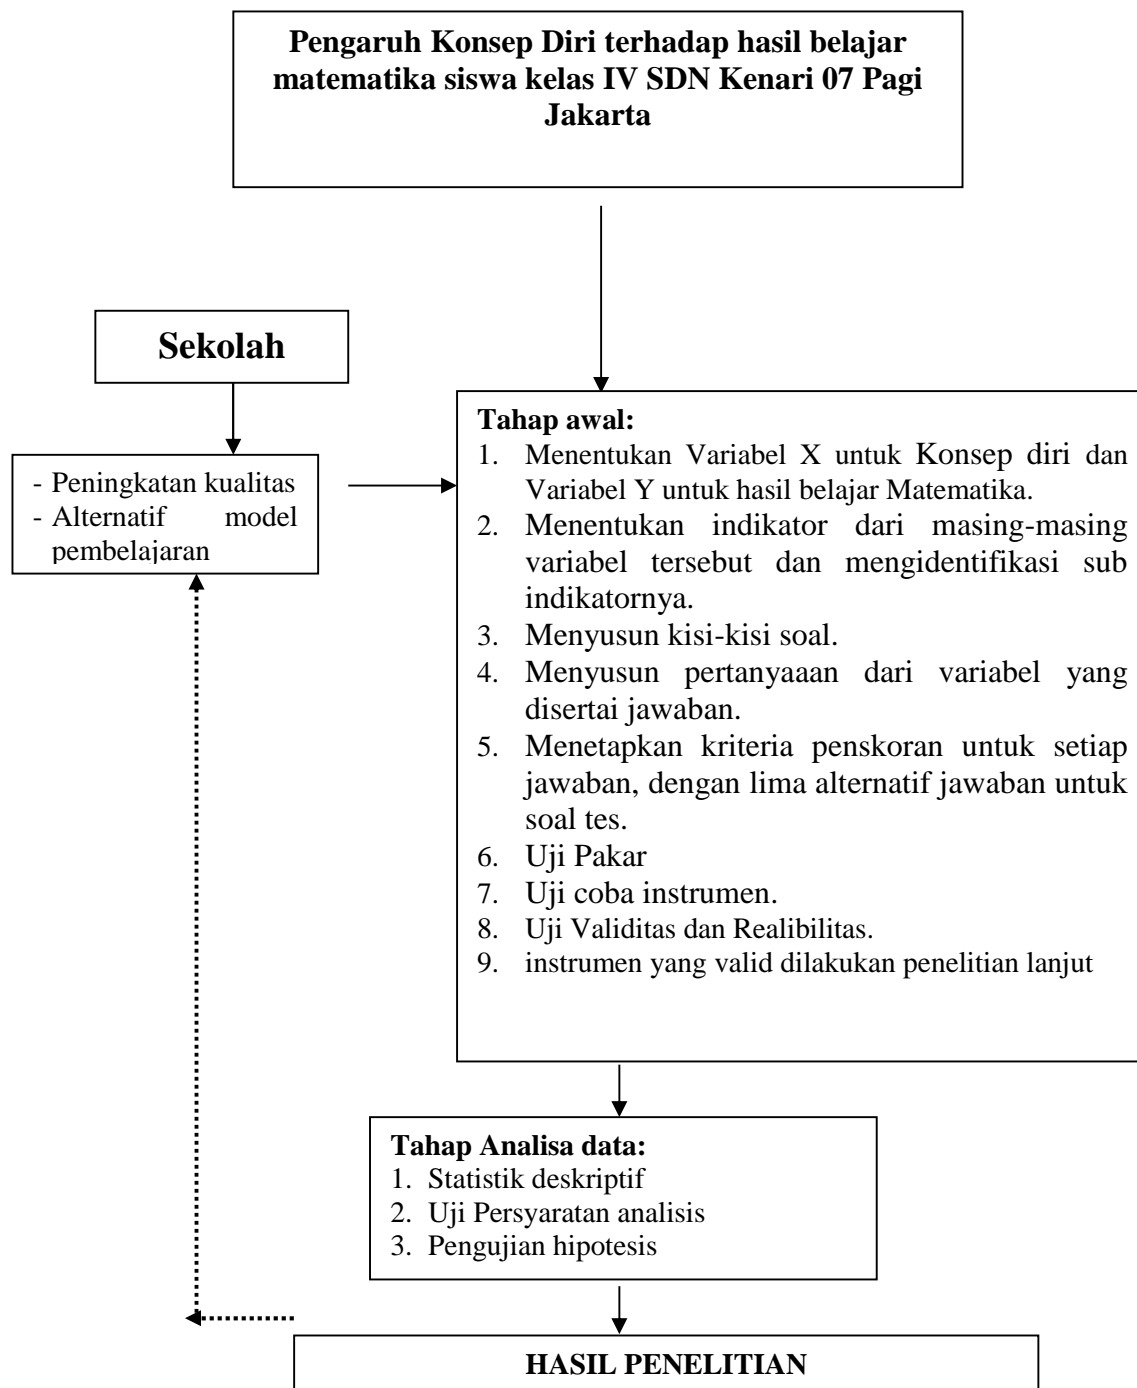 Pengaruh Konsep Diri terhadap hasil belajar
matematika siswa kelas IV SDN Kenari 07 Pagi
Jakarta
Sekolah
- Peningkatan kualitas
- Alternatif model
pembelajaran
Tahap awal:
1. Menentukan Variabel X untuk Konsep diri dan
Variabel Y untuk hasil belajar Matematika.
2. Menentukan indikator dari masing-masing
variabel tersebut dan mengidentifikasi sub
indikatornya.
3. Menyusun kisi-kisi soal.
4. Menyusun pertanyaaan dari variabel yang
disertai jawaban.
5. Menetapkan kriteria penskoran untuk setiap
jawaban, dengan lima alternatif jawaban untuk
soal tes.
6. Uji Pakar
7. Uji coba instrumen.
8. Uji Validitas dan Realibilitas.
9. instrumen yang valid dilakukan penelitian lanjut
Tahap Analisa data:
1. Statistik deskriptif
2. Uji Persyaratan analisis
3. Pengujian hipotesis
HASIL PENELITIAN